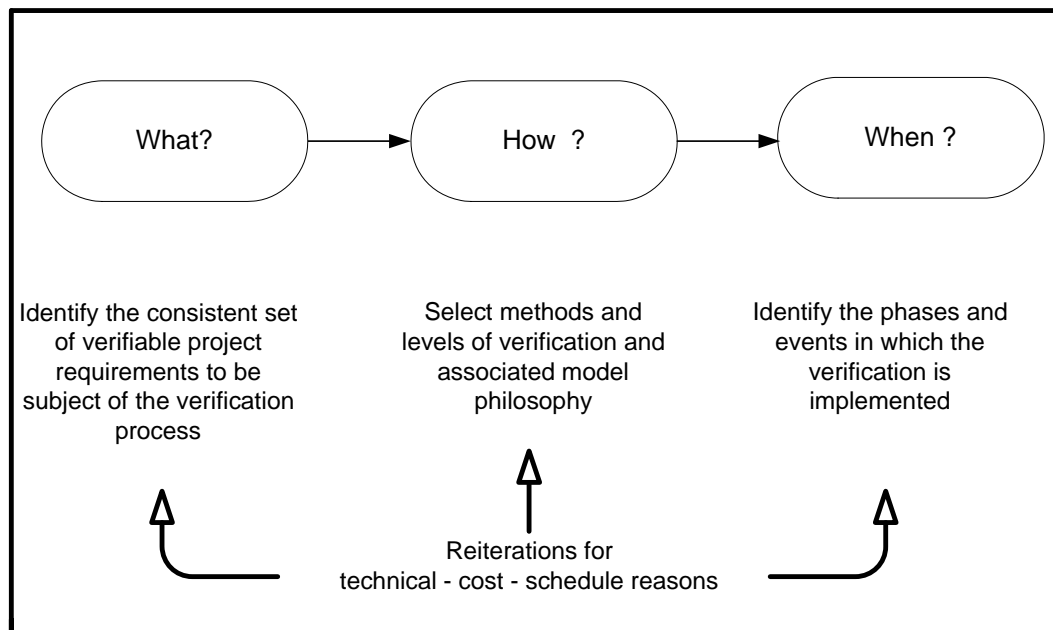 What?
How ?
When ?
Identify the consistent set
of verifiable project
requirements to be
subject of the verification
process
Select methods and
levels of verification and
associated model
philosophy
Identify the phases and
events in which the
verification is
implemented
Reiterations for
technical - cost - schedule reasons